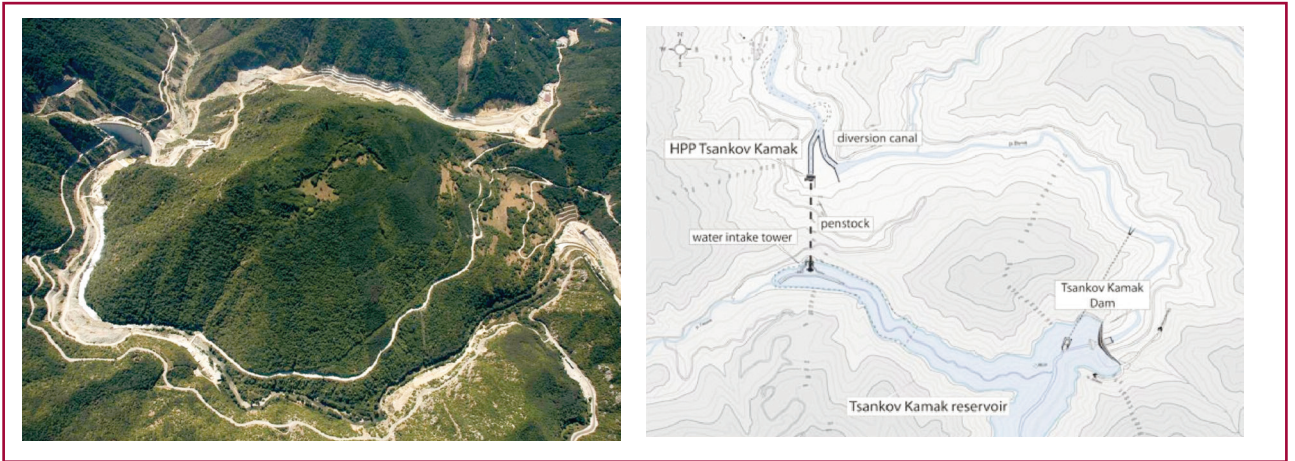 HPP Tsankov Kamak
diversion canal
penstock
water intake tower
Tsankov Kamak
Dam
Tsankov Kamak reservoir